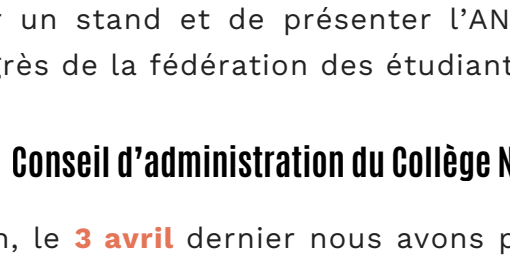 un stand et de présenter l'AN
grès de la fédération des étudiant
Conseil d'administration du Collège N
n, le 3 avril dernier nous avons p